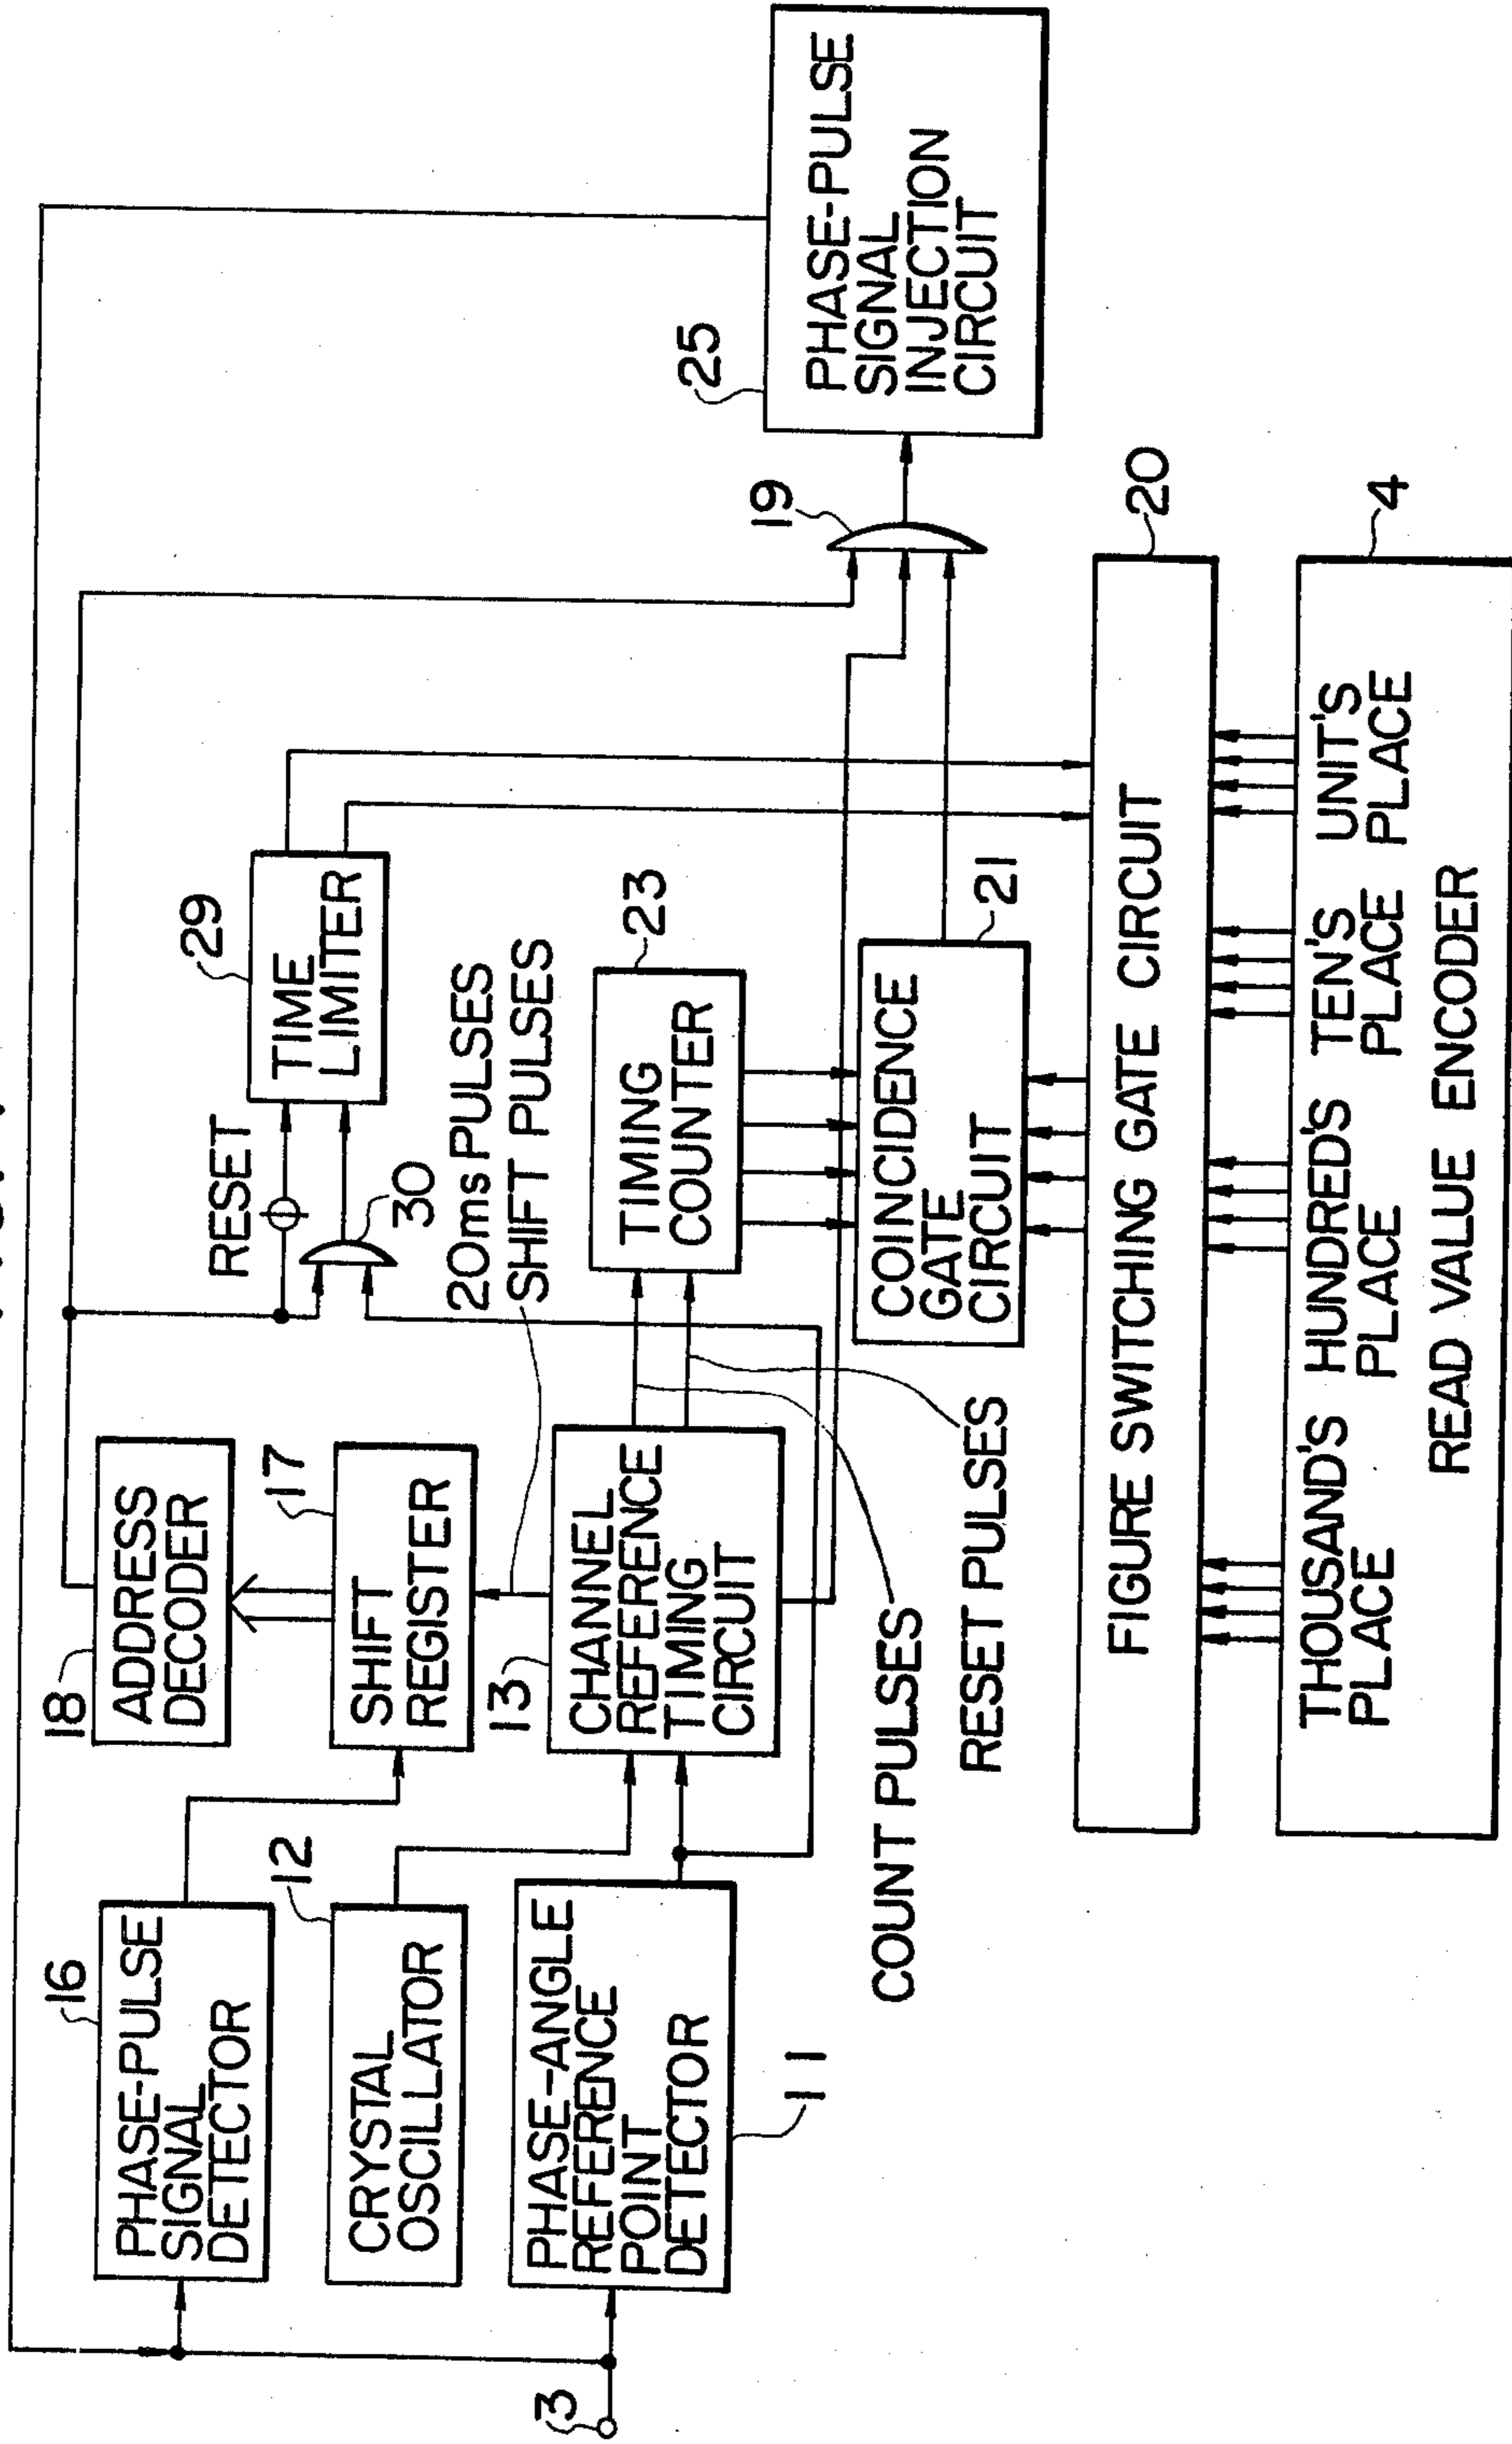 16
PHASE-PULSE
SIGNAL
DETECTOR
12
CRYSTAL
OSCILLATOR
PHASE-ANGLE
REFERENCE
POINT
DETECTOR
11
3
18
ADDRESS
DECODER
17
SHIFT
REGISTER
13
CHANNEL
REFERENCE
TIMING
CIRCUIT
COUNT PULSES
RESET PULSES
RESET
30
20ms PULSES
SHIFT PULSES
29
TIME
LIMITER
23
TIMING
COUNTER
COINCIDENCE
GATE
CIRCUIT
21
19
25
PHASE-PULSE
SIGNAL
INJECTION
CIRCUIT
20
FIGURE SWITCHING GATE CIRCUIT
4
THOUSAND'S
PLACE
HUNDRED'S
PLACE
TEN'S
PLACE
UNIT'S
PLACE
READ VALUE ENCODER